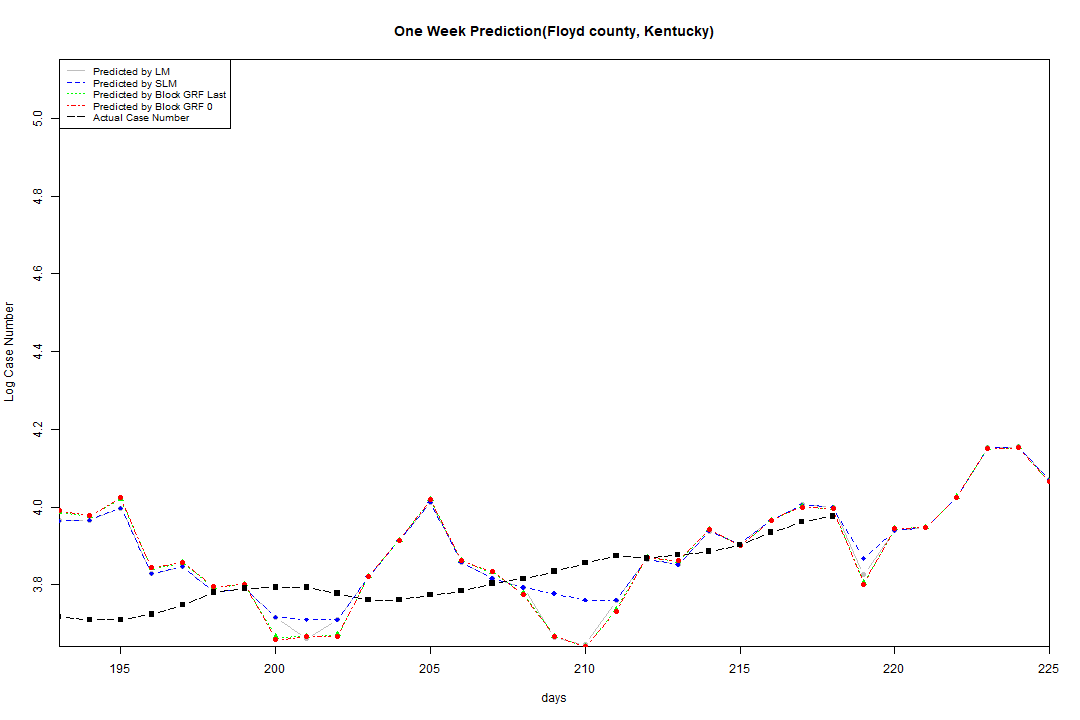 One Week Prediction(Floyd county, Kentucky)
Predicted by LM
Predicted by SLM
Predicted by Block GRF Last
Predicted by Block GRF 0
Actual Case Number
Log Case Number
5.0
4.8
4.6
4.4
4.2
4.0
3.8
195 200 205 210 215 220 225
days